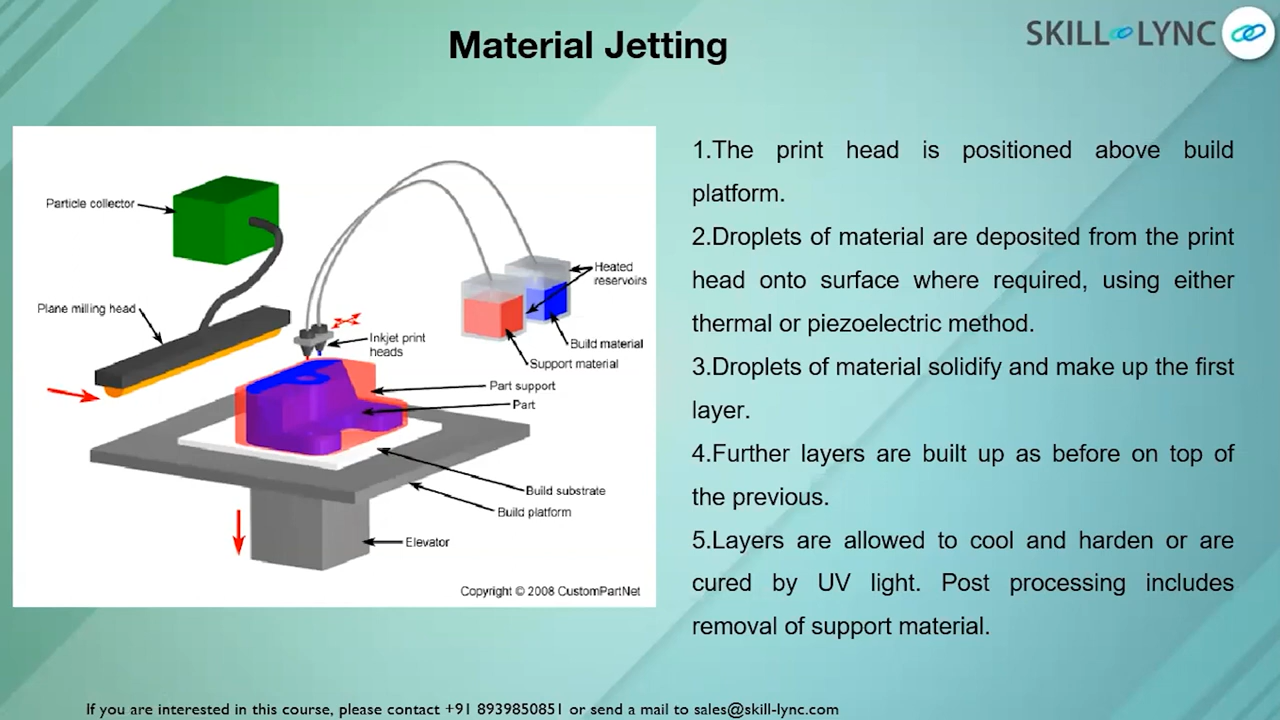 Material Jetting
SKILL LYNC
Particle collector
Plane milling head
Heated
reservoirs
Inkjet print
heads
Build material
Support material
Part support
Part
Build substrate
Build platform
Elevator
Copyright © 2008 CustomPartNet
1.The print head is positioned above build
platform.
2.Droplets of material are deposited from the print
head onto surface where required, using either
thermal or piezoelectric method.
3.Droplets of material solidify and make up the first
layer.
4.Further layers are built up as before on top of
the previous.
5.Layers are allowed to cool and harden or are
cured by UV light. Post processing includes
removal of support material.
If you are interested in this course, please contact +91 8939850851 or send a mail to sales@skill-lync.com